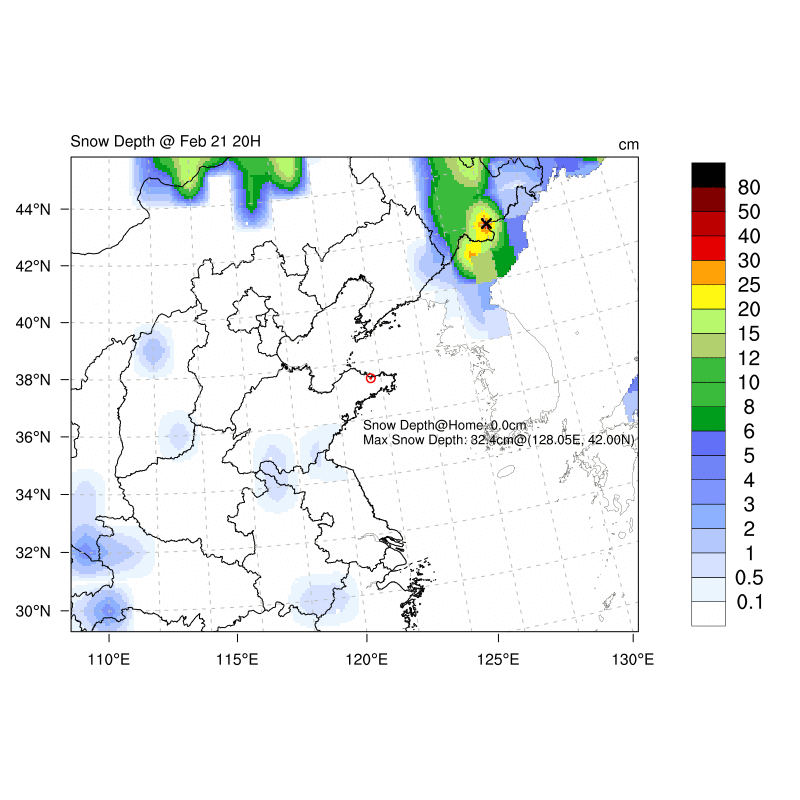 Snow Depth @ Feb 21 20H
cm
44°N
42°N
40°N
38°N
36°N
34°N
32°N
30°N
110°E
115°E
120°E
125°E
130°E
Snow Depth@Home: 0.0cm
Max Snow Depth: 32.4cm@(128.05E, 42.00N)
80
50
40
30
25
20
15
12
10
8
6
5
4
3
2
1
0.5
0.1